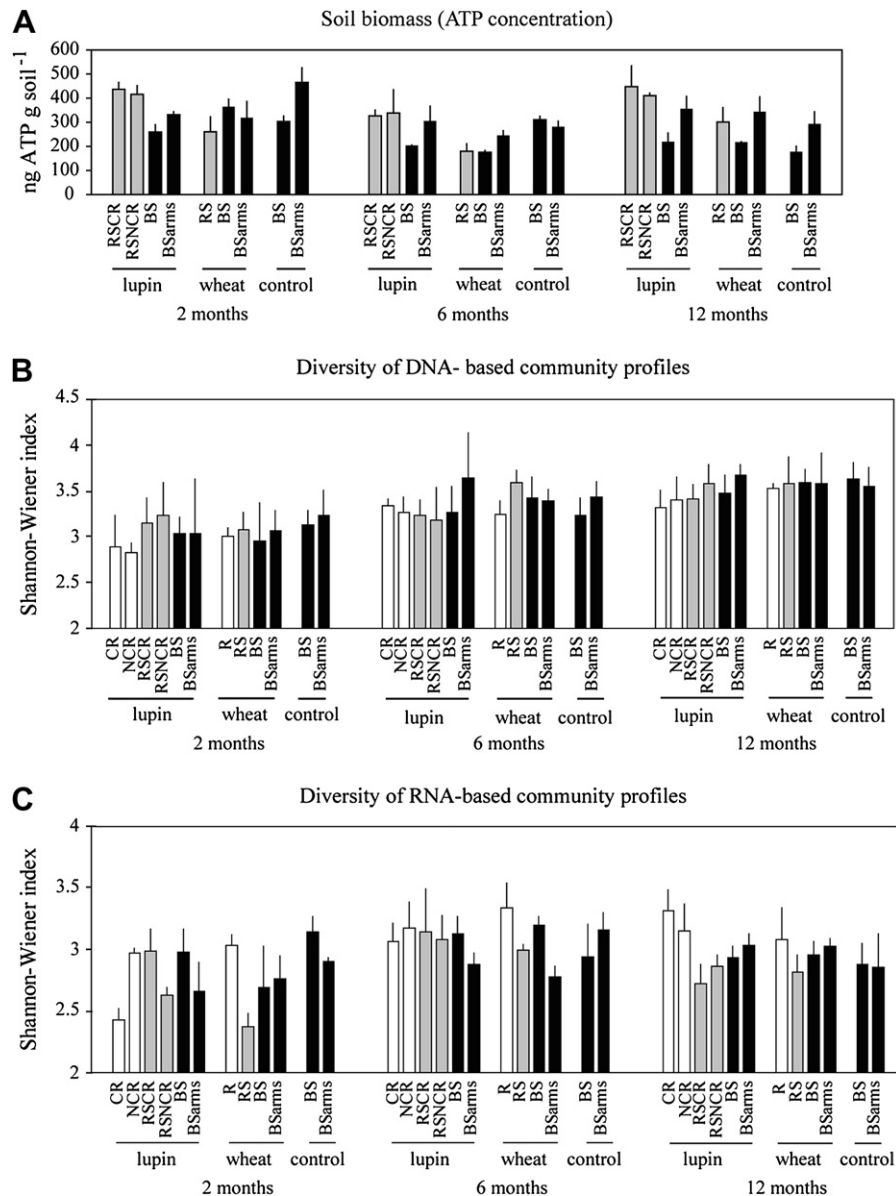 A
Soil biomass (ATP concentration)
ng ATP g soil -1
600
500
400
300
200
100
0
RSCR RSNCR BS BSarms RS BS BSarms BS BSarms RSCR RSNCR BS BSarms RS BS BSarms BS BSarms RSCR RSNCR BS BSarms RS BS BSarms BS BSarms
lupin wheat control lupin wheat control lupin wheat control
2 months 6 months 12 months
B
Diversity of DNA- based community profiles
Shannon-Wiener index
4.5
4
3.5
3
2.5
2
CR NCR RSCR RSNCR BS BSarms R RS BS BSarms BS BSarms CR NCR RSCR RSNCR BS BSarms R RS BS BSarms BS BSarms CR NCR RSCR RSNCR BS BSarms R RS BS BSarms BS BSarms
lupin wheat control lupin wheat control lupin wheat control
2 months 6 months 12 months
C
Diversity of RNA-based community profiles
Shannon-Wiener index
4
3.5
3
2.5
2
CR NCR RSCR RSNCR BS BSarms R RS BS BSarms BS BSarms CR NCR RSCR RSNCR BS BSarms R RS BS BSarms BS BSarms CR NCR RSCR RSNCR BS BSarms R RS BS BSarms BS BSarms
lupin wheat control lupin wheat control lupin wheat control
2 months 6 months 12 months